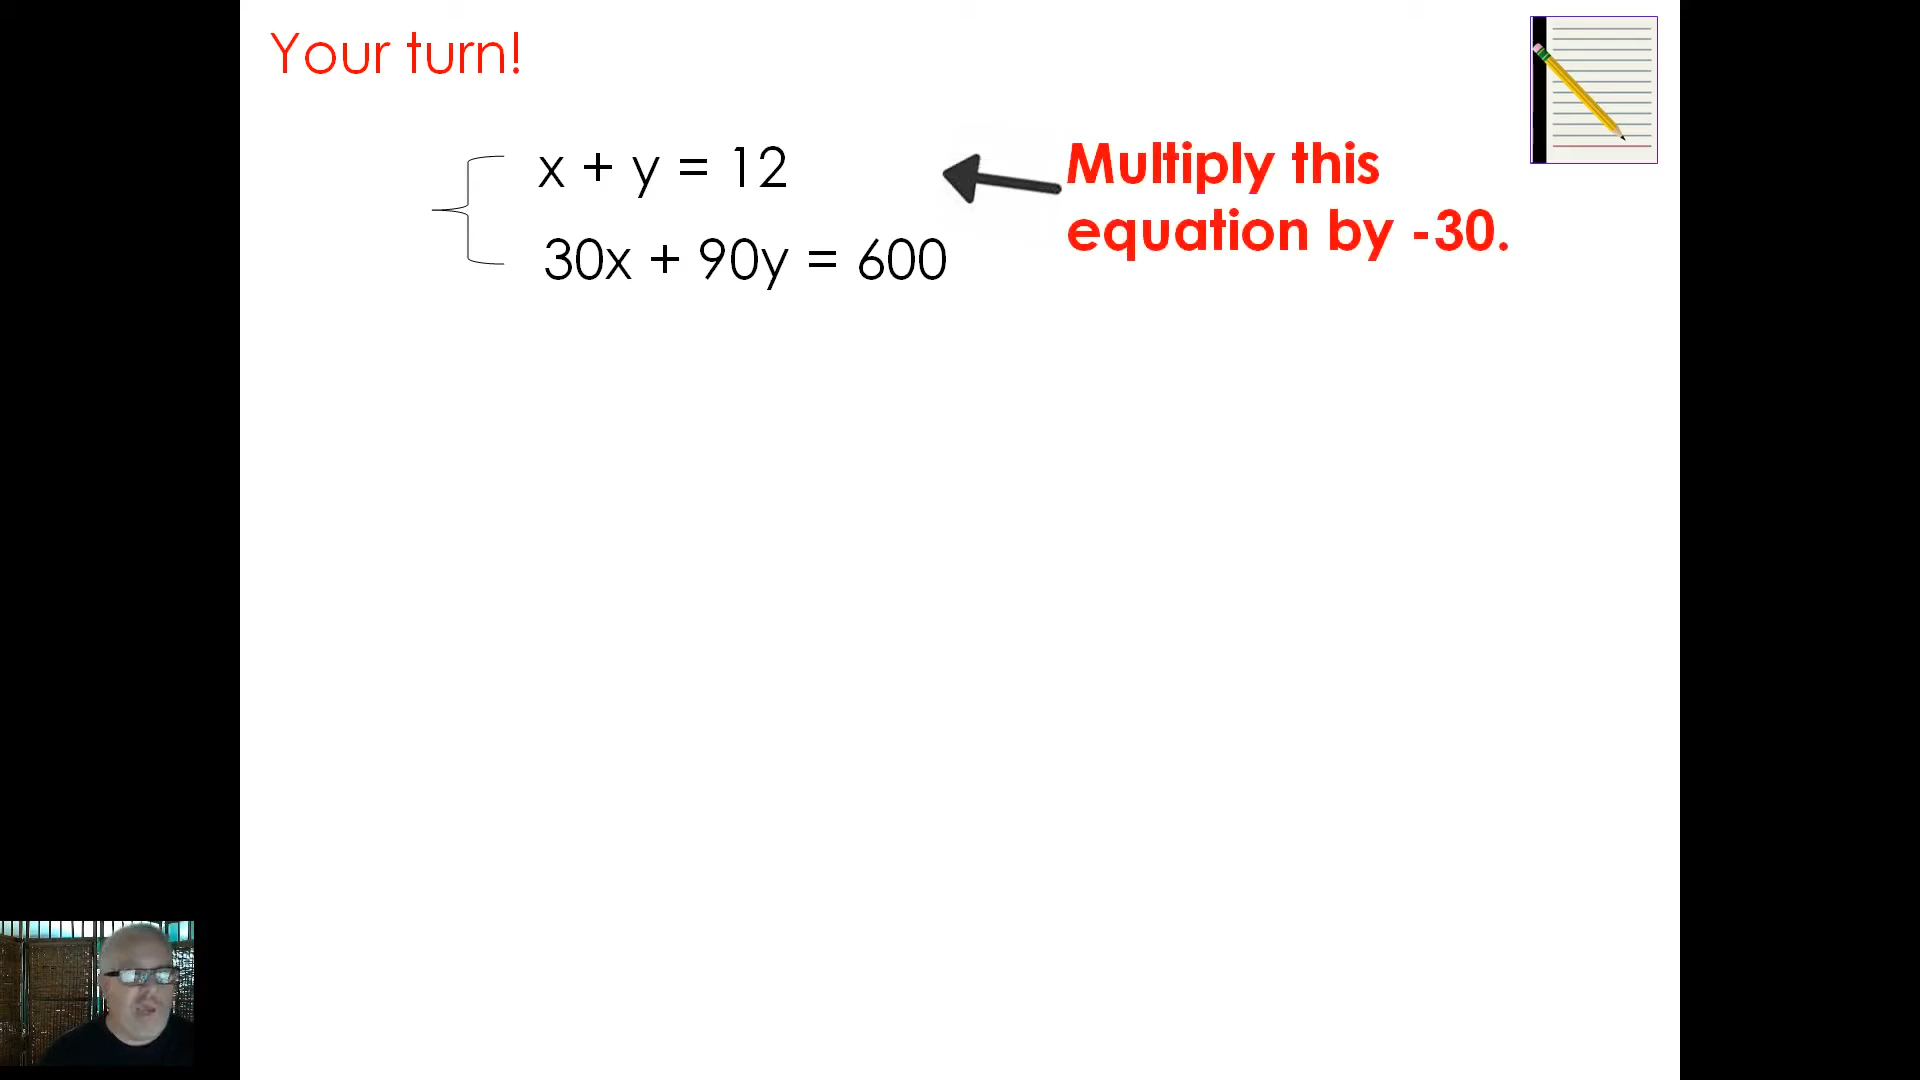 Your turn!
x + y = 12
30x + 90y = 600
Multiply this
equation by -30.